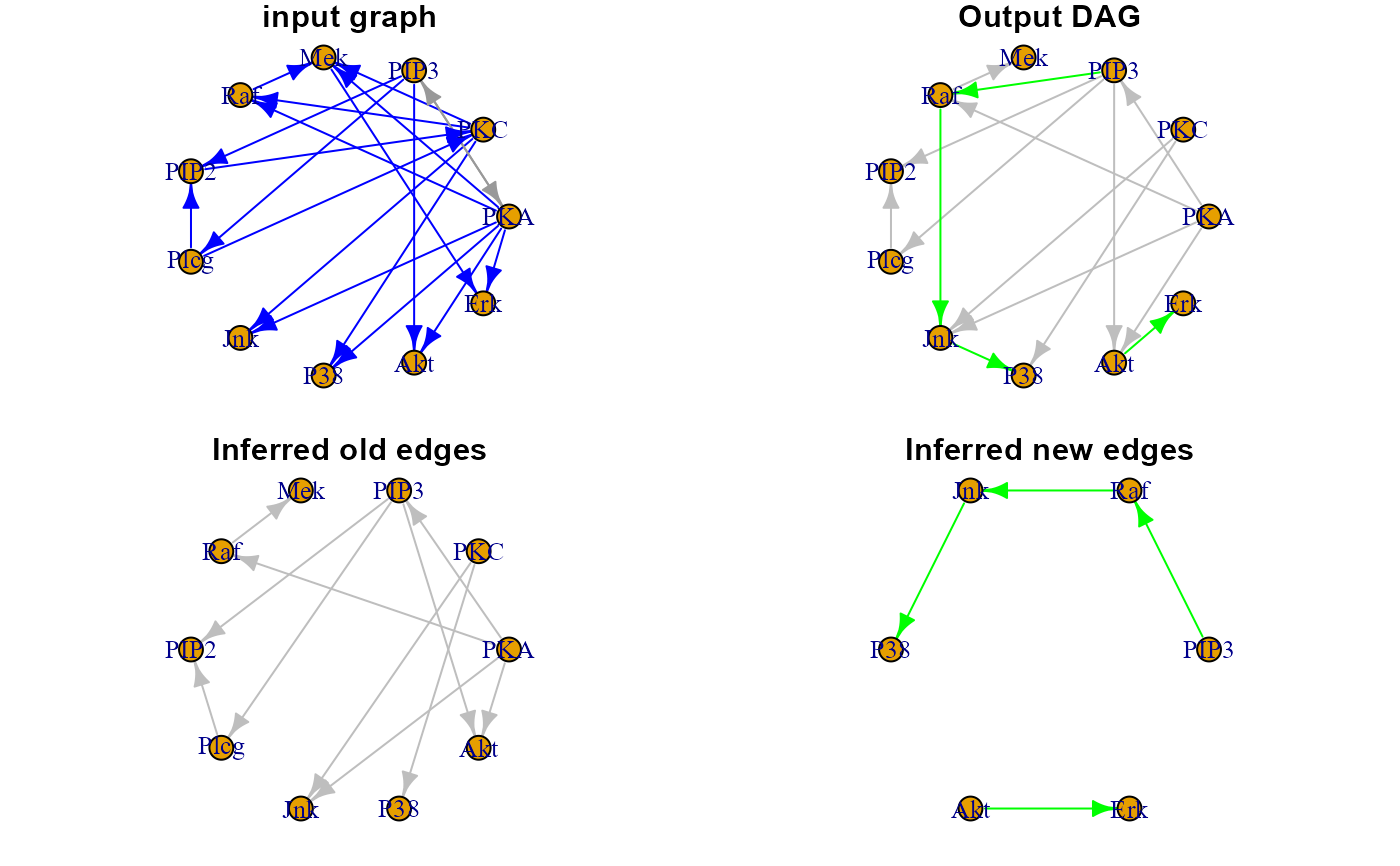 input graph
Mek
PIP3
Raf
PKC
PIP2
PKA
Plcg
Erk
Jnk
Akt
P38
Output DAG
Mek
PIP3
Raf
PKC
PIP2
PKA
Plcg
Erk
Jnk
Akt
P38
Inferred old edges
Mek
PIP3
Raf
PKC
PIP2
PKA
Plcg
Akt
Jnk
P38
Inferred new edges
Jnk
Raf
P38
PIP3
Akt
Erk